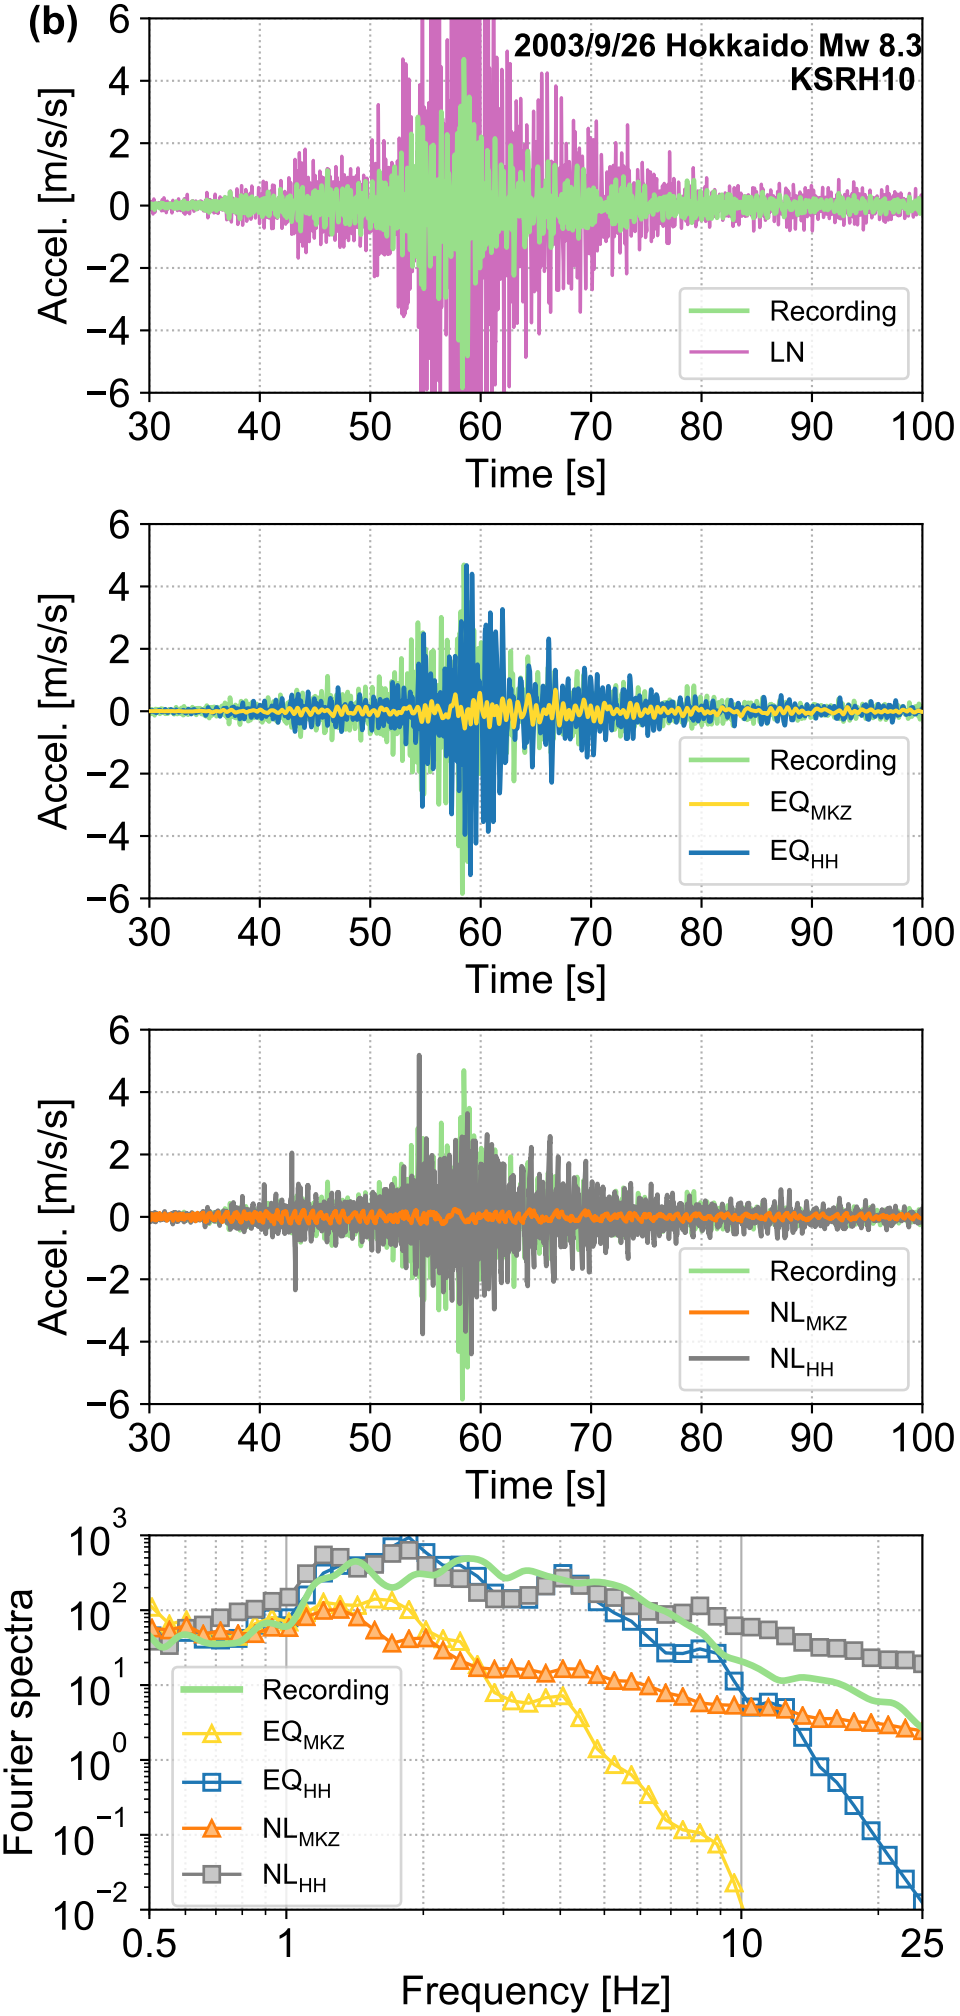 (b)
2003/9/26 Hokkaido Mw 8.3
KSRH10
Accel. [m/s/s]
6
4
2
0
−2
−4
−6
Recording
LN
30 40 50 60 70 80 90 100
Time [s]
Accel. [m/s/s]
6
4
2
0
−2
−4
−6
Recording
EQMKZ
EQHH
30 40 50 60 70 80 90 100
Time [s]
Accel. [m/s/s]
6
4
2
0
−2
−4
−6
Recording
NLMKZ
NLHH
30 40 50 60 70 80 90 100
Time [s]
Fourier spectra
10^3
10^2
10^1
10^0
10^−1
10^−2
Recording
EQMKZ
EQHH
NLMKZ
NLHH
0.5 1 10 25
Frequency [Hz]